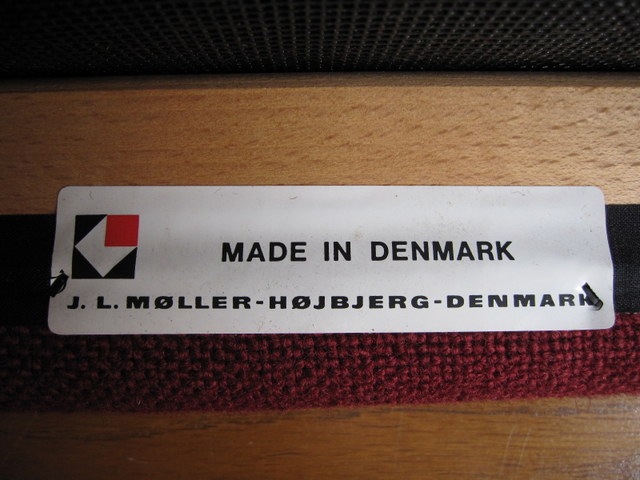 MADE IN DENMARK
J. L. MØLLER-HØJBJERG-DENMARK